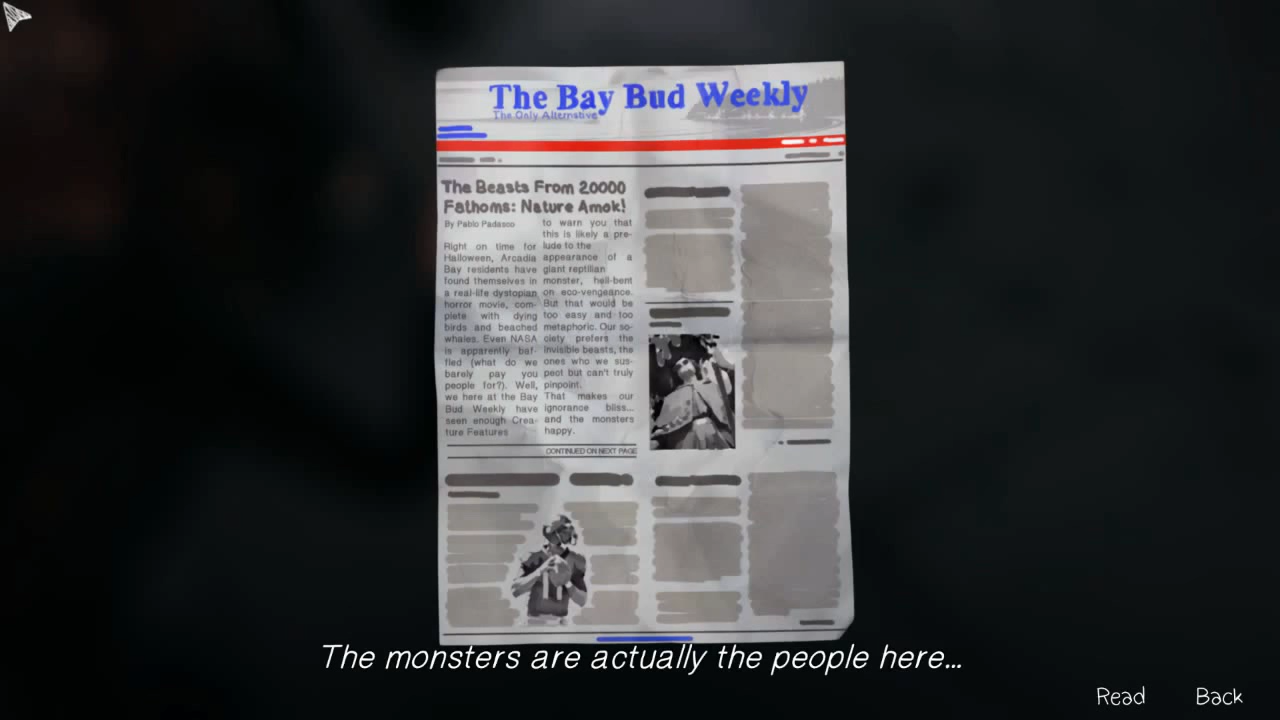 The Bay Bud Weekly
The Only Alternative
The Beasts From 20000
Fathoms: Nature Amok!
By Pablo Padasoo
Right on time for
Halloween, Arcadia
Bay residents have
found themselves in
a real-life dystopian
horror movie, com-
plete with dying
birds and beached
whales. Even NASA
is apparently baf-
fled (what do we
barely pay you
people for?). Well,
we here at the Bay
Bud Weekly have
seen enough Crea-
ture Features
to warn you that
this is likely a pre-
lude to the
appearance of a
giant reptilian
monster, hell-bent
on eco-vengeance.
But that would be
too easy and too
metaphoric. Our so-
ciety prefers the
invisible beasts, the
ones who we sus-
pect but can't truly
pinpoint.
That makes our
ignorance bliss...
and the monsters
happy.
CONTINUED ON NEXT PAGE
The monsters are actually the people here...
Read
Back